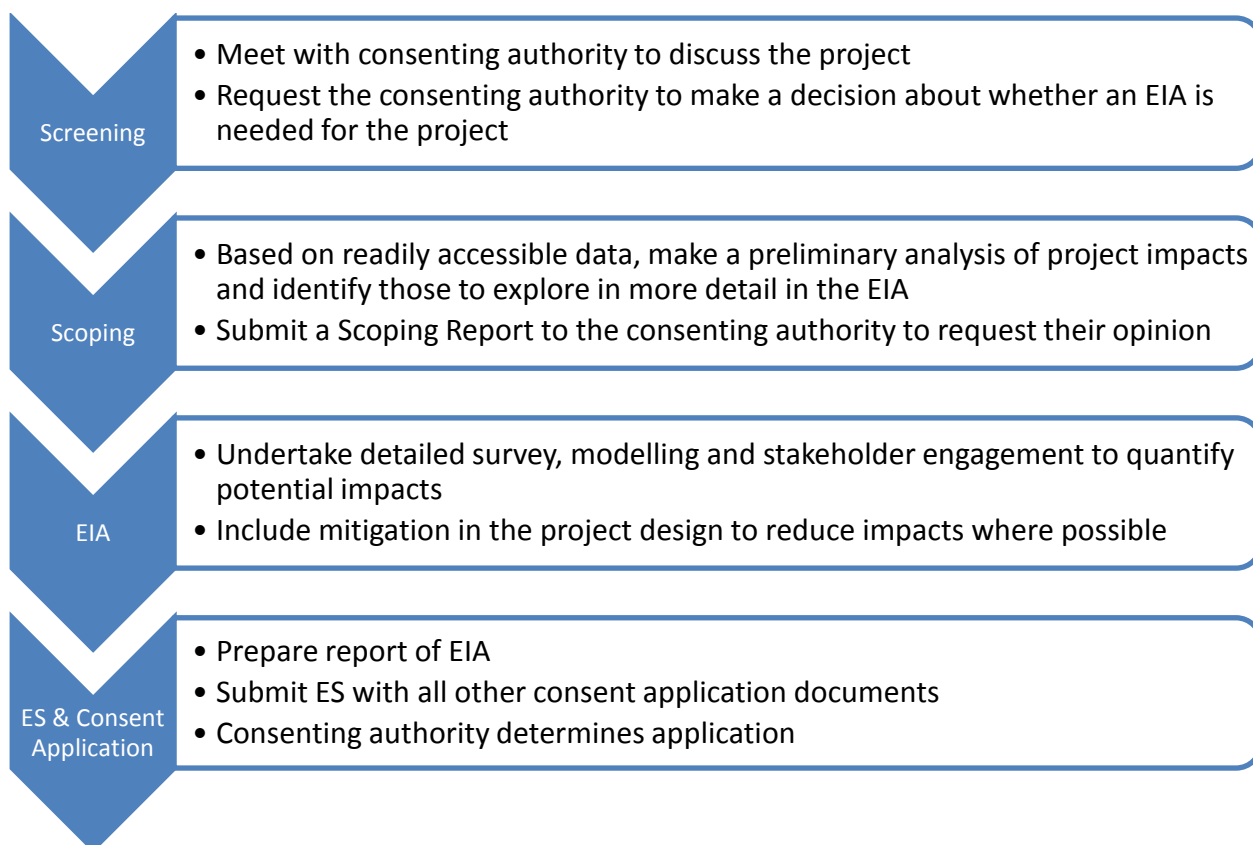 Screening
• Meet with consenting authority to discuss the project
• Request the consenting authority to make a decision about whether an EIA is
needed for the project
Scoping
• Based on readily accessible data, make a preliminary analysis of project impacts
and identify those to explore in more detail in the EIA
• Submit a Scoping Report to the consenting authority to request their opinion
EIA
• Undertake detailed survey, modelling and stakeholder engagement to quantify
potential impacts
• Include mitigation in the project design to reduce impacts where possible
ES & Consent
Application
• Prepare report of EIA
• Submit ES with all other consent application documents
• Consenting authority determines application